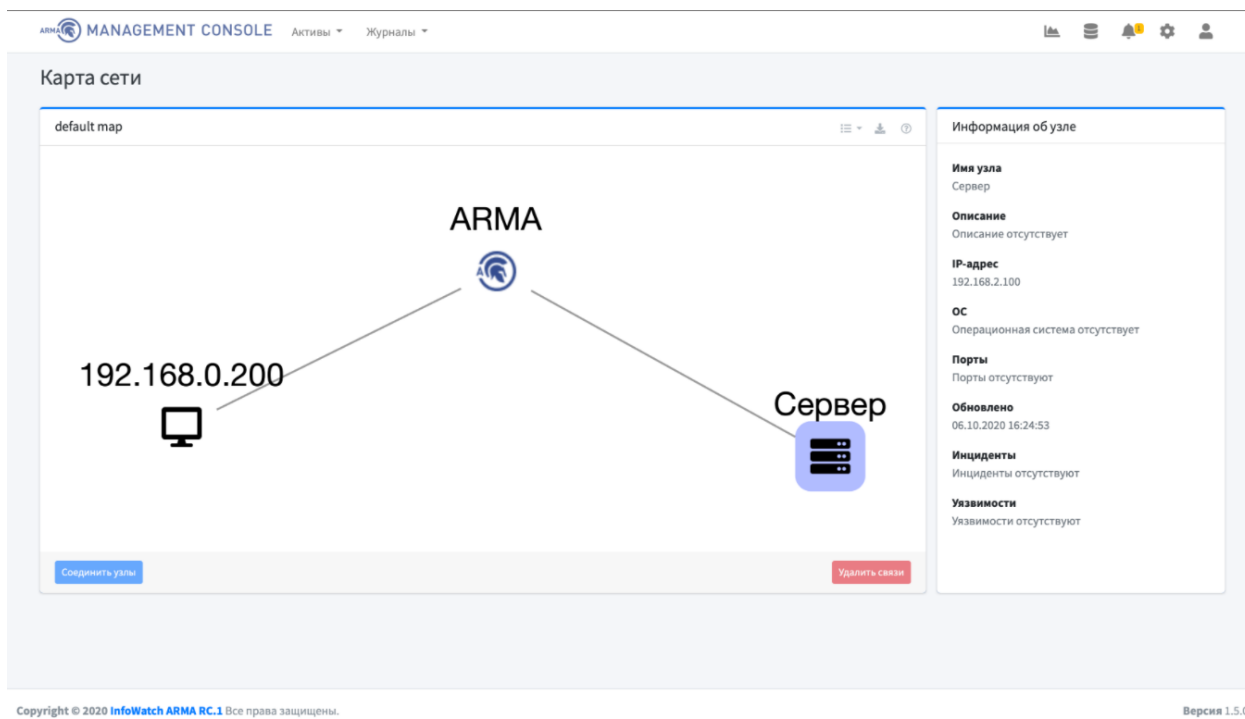 ARMA MANAGEMENT CONSOLE Активы Журналы
Карта сети
default map
ARMA
192.168.0.200
Сервер
Соединить узлы Удалить связи
Информация об узле
Имя узла
Сервер
Описание
Описание отсутствует
IP-адрес
192.168.2.100
ОС
Операционная система отсутствует
Порты
Порты отсутствуют
Обновлено
06.10.2020 16:24:53
Инциденты
Инциденты отсутствуют
Уязвимости
Уязвимости отсутствуют
Copyright © 2020 InfoWatch ARMA RC.1 Все права защищены. Версия 1.5.0